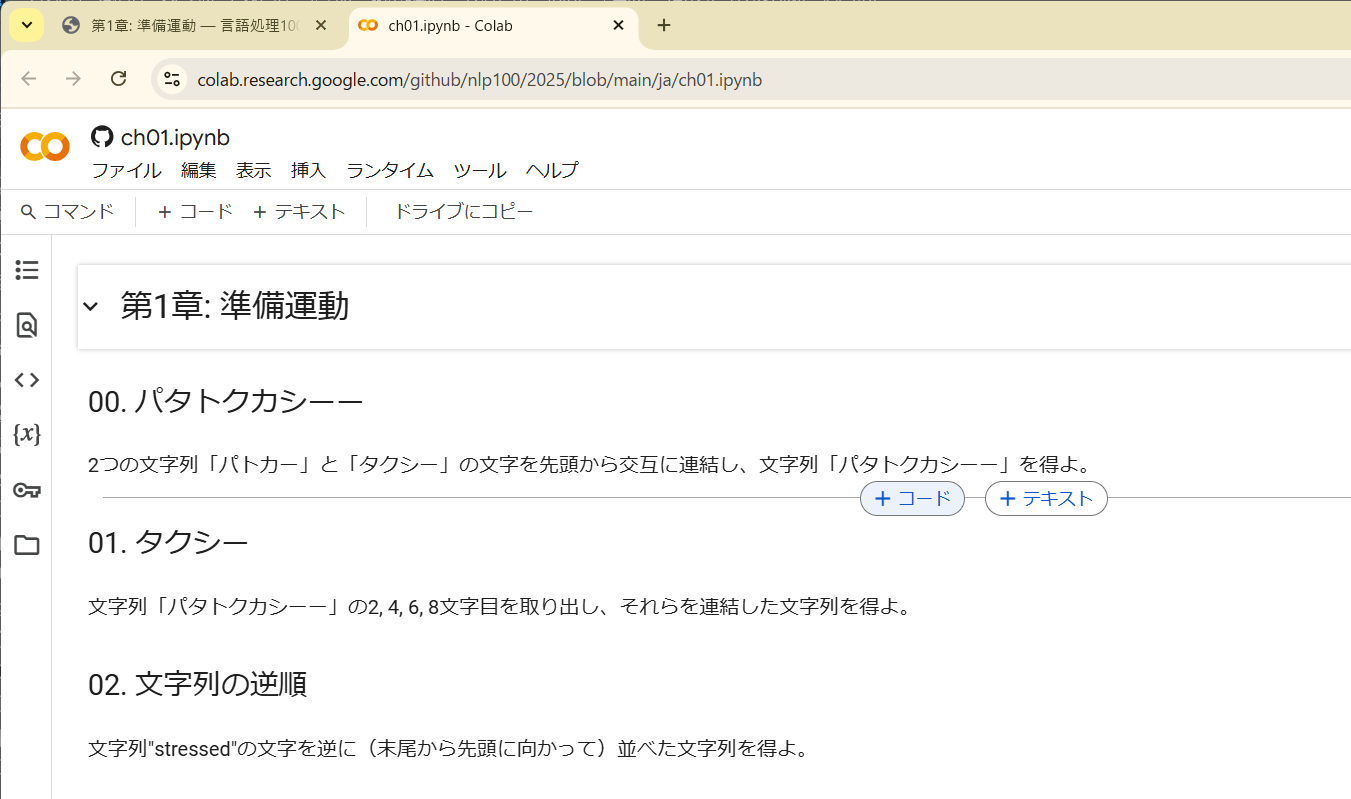 第1章: 準備運動 — 言語処理100
ch01.ipynb - Colab
colab.research.google.com/github/nlp100/2025/blob/main/ja/ch01.ipynb
ch01.ipynb
ファイル 編集 表示 挿入 ランタイム ツール ヘルプ
コマンド + コード + テキスト ドライブにコピー
第1章: 準備運動
00. パタトクカシーー
2つの文字列「パトカー」と「タクシー」の文字を先頭から交互に連結し、文字列「パタトクカシーー」を得よ。
+ コード + テキスト
01. タクシー
文字列「パタトクカシーー」の2, 4, 6, 8文字目を取り出し、それらを連結した文字列を得よ。
02. 文字列の逆順
文字列"stressed"の文字を逆に（末尾から先頭に向かって）並べた文字列を得よ。